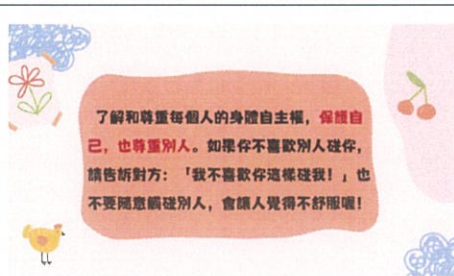 了解和尊重每個人的身體自主權，保護自
己，也尊重別人。如果你不喜歡別人碰你，
請告訴對方：「我不喜歡你這樣碰我！」也
不要隨意觸碰別人，會讓人覺得不舒服喔！